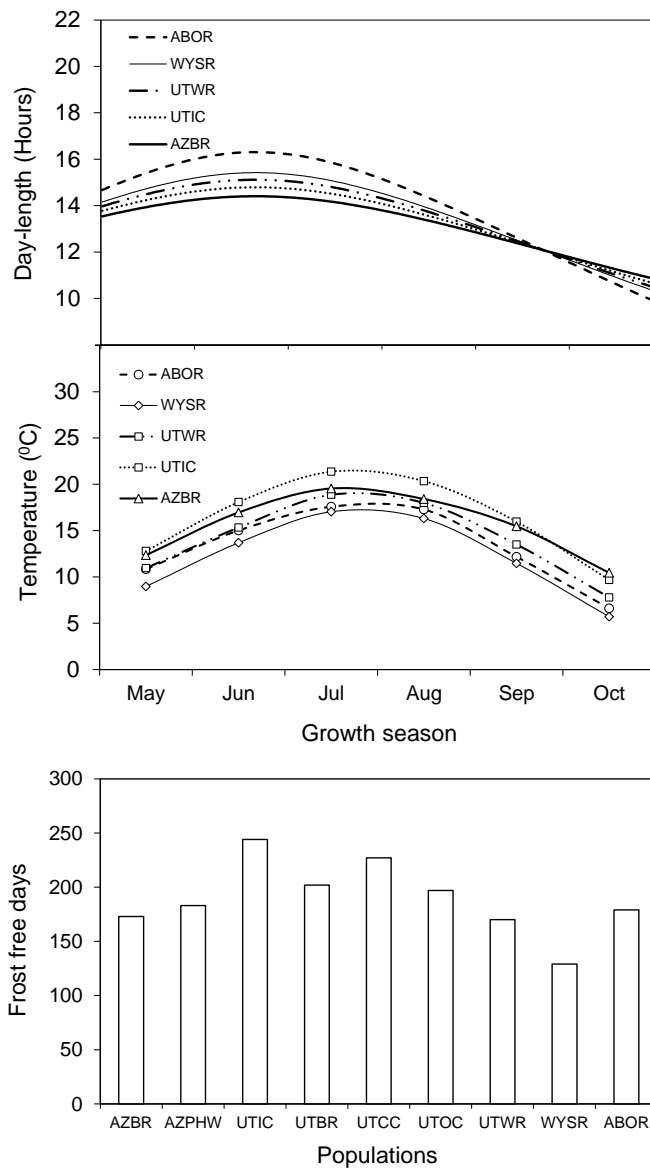 22
20
18
16
14
12
10
Day-length (Hours)
ABOR
WYSR
UTWR
UTIC
AZBR
30
25
20
15
10
5
0
Temperature (⁰C)
ABOR
WYSR
UTWR
UTIC
AZBR
May Jun Jul Aug Sep Oct
Growth season
300
250
200
150
100
50
0
Frost free days
AZBR AZPHW UTIC UTBR UTCC UTOC UTWR WYSR ABOR
Populations